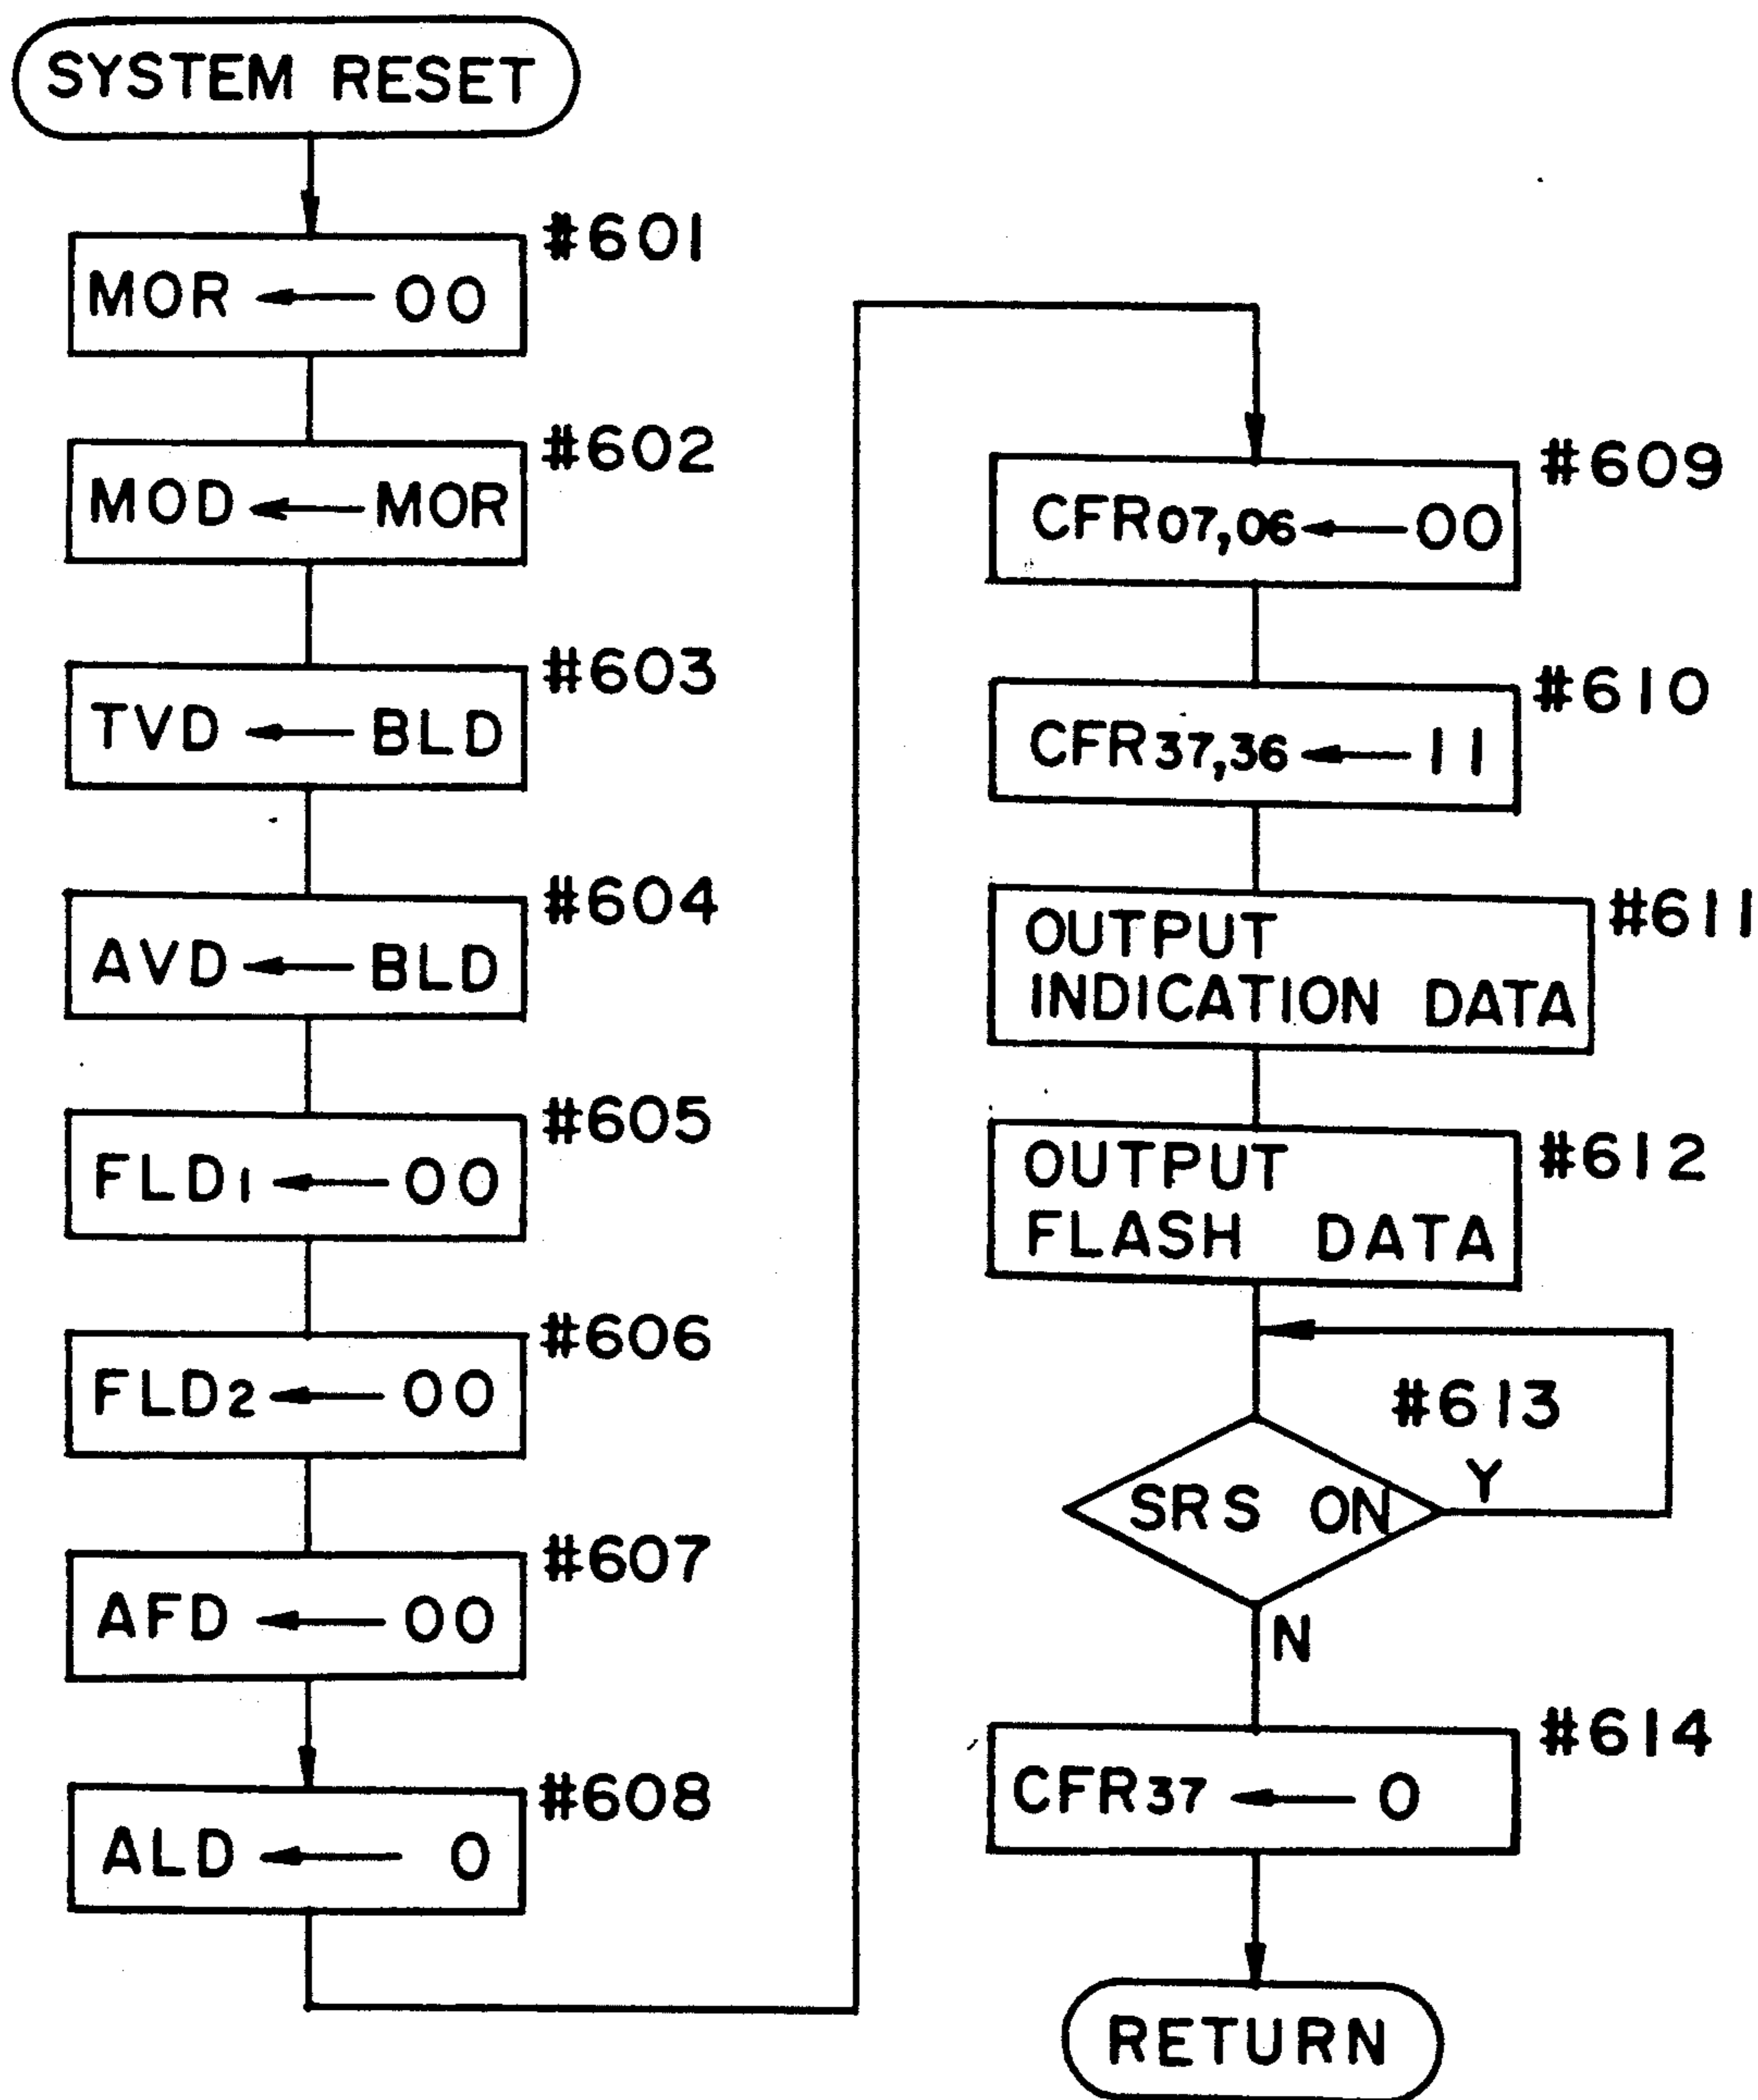 SYSTEM RESET
#601
MOR ← 00
#602
MOD ← MOR
#603
TVD ← BLD
#604
AVD ← BLD
#605
FLD1 ← 00
#606
FLD2 ← 00
#607
AFD ← 00
#608
ALD ← 0
#609
CFR07,06 ← 00
#610
CFR37,36 ← 11
#611
OUTPUT
INDICATION DATA
#612
OUTPUT
FLASH DATA
#613
SRS ON
Y
N
#614
CFR37 ← 0
RETURN